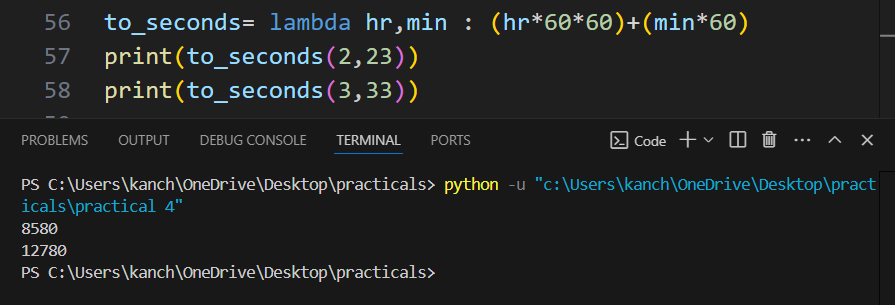 56 to_seconds= lambda hr,min : (hr*60*60)+(min*60)
57 print(to_seconds(2,23))
58 print(to_seconds(3,33))
PROBLEMS OUTPUT DEBUG CONSOLE TERMINAL PORTS Code
PS C:\Users\kanch\OneDrive\Desktop\practicals> python -u "c:\Users\kanch\OneDrive\Desktop\pract
icals\practical 4"
8580
12780
PS C:\Users\kanch\OneDrive\Desktop\practicals>